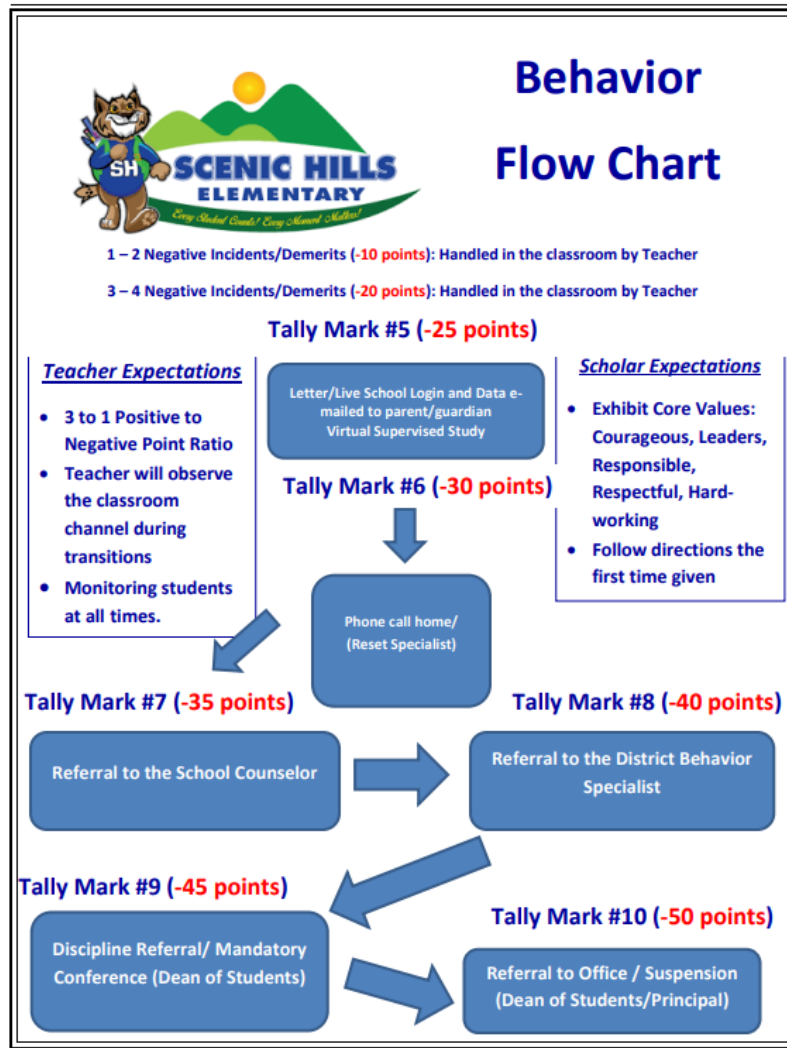 Behavior
Flow Chart
SH
SCENIC HILLS
ELEMENTARY
Every Student Counts! Every Moment Matters!
1 – 2 Negative Incidents/Demerits (-10 points): Handled in the classroom by Teacher
3 – 4 Negative Incidents/Demerits (-20 points): Handled in the classroom by Teacher
Tally Mark #5 (-25 points)
Teacher Expectations
• 3 to 1 Positive to
Negative Point Ratio
• Teacher will observe
the classroom
channel during
transitions
• Monitoring students
at all times.
Letter/Live School Login and Data e-
mailed to parent/guardian
Virtual Supervised Study
Scholar Expectations
• Exhibit Core Values:
Courageous, Leaders,
Responsible,
Respectful, Hard-
working
• Follow directions the
first time given
Tally Mark #6 (-30 points)
Phone call home/
(Reset Specialist)
Tally Mark #7 (-35 points)
Referral to the School Counselor
Tally Mark #8 (-40 points)
Referral to the District Behavior
Specialist
Tally Mark #9 (-45 points)
Discipline Referral/ Mandatory
Conference (Dean of Students)
Tally Mark #10 (-50 points)
Referral to Office / Suspension
(Dean of Students/Principal)